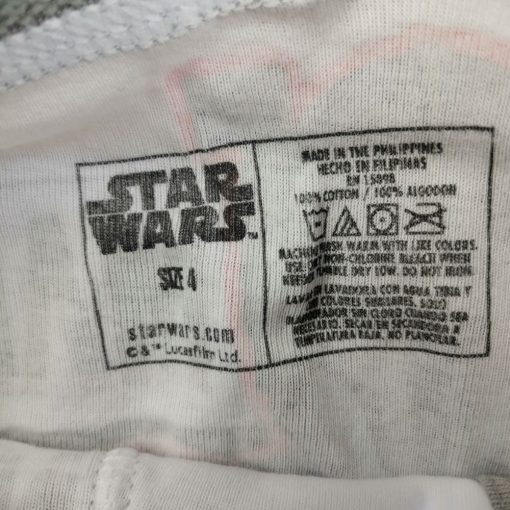 STAR
WARS™
SIZE 4
starwars.com
© & ™ Lucasfilm Ltd.
MADE IN THE PHILIPPINES
HECHO EN FILIPINAS
RN 15898
100% COTTON / 100% ALGODON
MACHINE WASH WARM WITH LIKE COLORS.
USE ONLY NON-CHLORINE BLEACH WHEN
NEEDED. TUMBLE DRY LOW. DO NOT IRON.
LAVAR EN LAVADORA CON AGUA TIBIA Y
COLORES SIMILARES. SOLO
BLANQUEADOR SIN CLORO CUANDO SEA
NECESARIO. SECAR EN SECADORA A
TEMPERATURA BAJA. NO PLANCHAR.